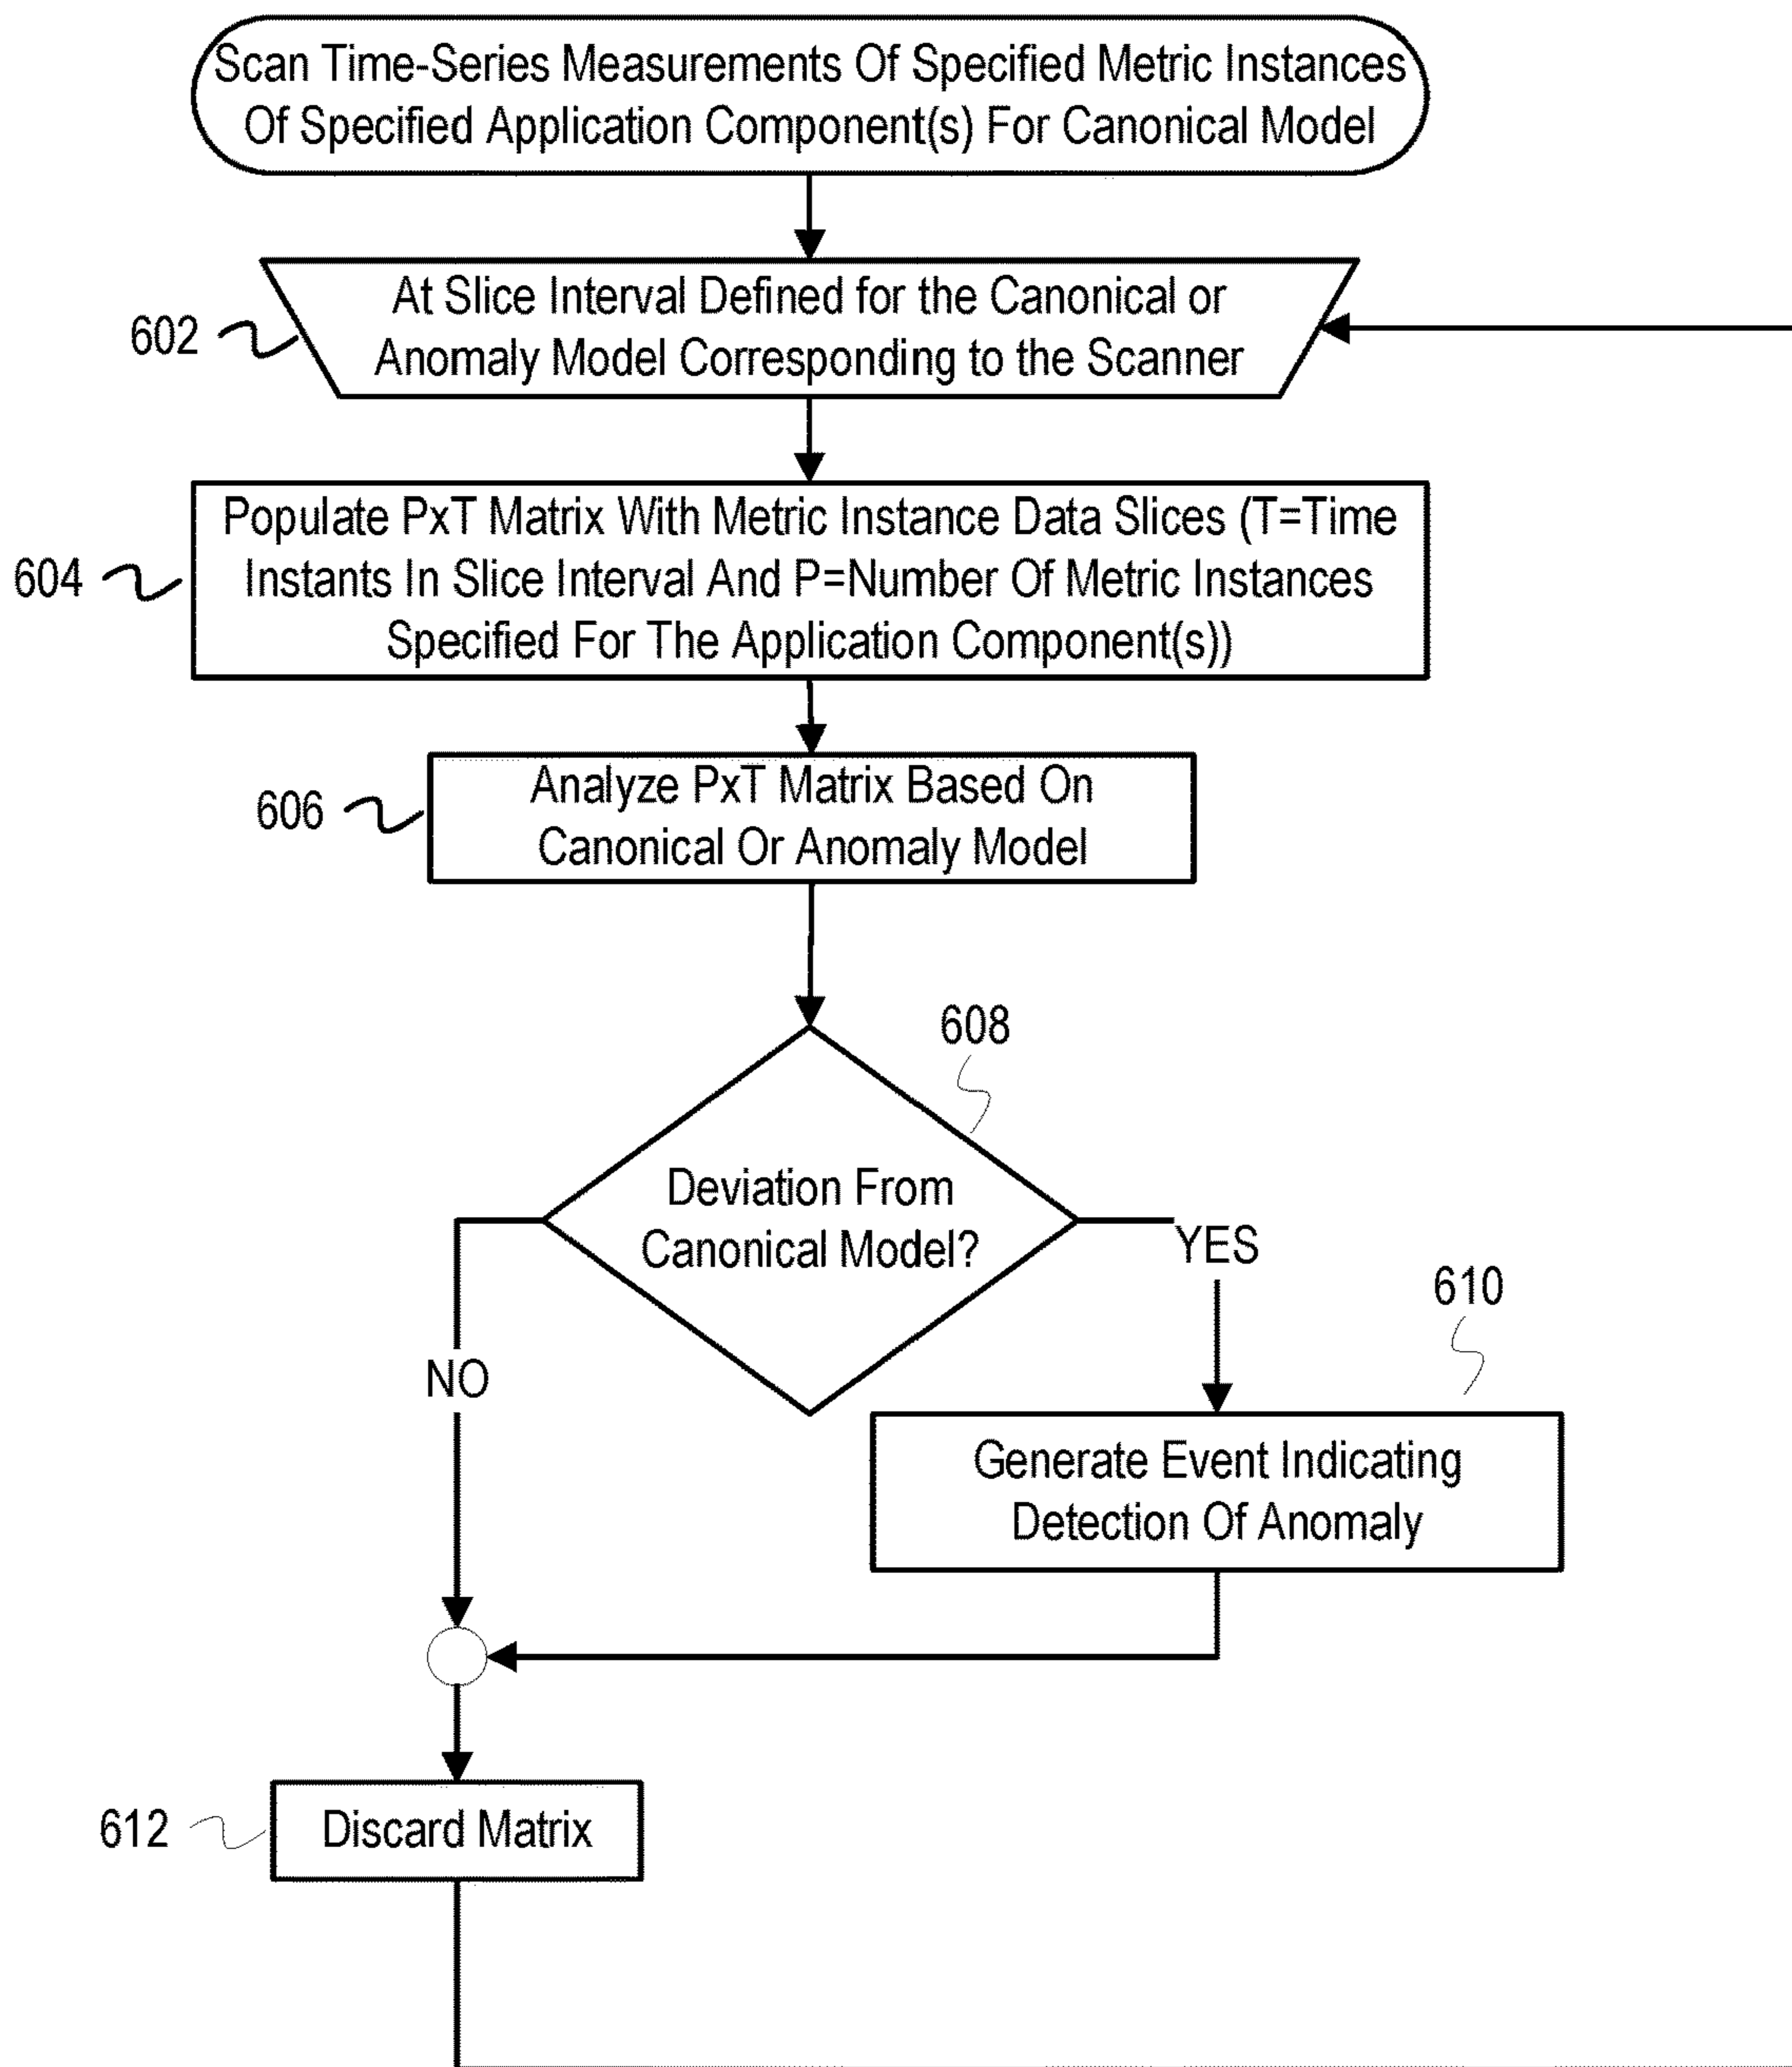 Scan Time-Series Measurements Of Specified Metric Instances
Of Specified Application Component(s) For Canonical Model
602
At Slice Interval Defined for the Canonical or
Anomaly Model Corresponding to the Scanner
604
Populate PxT Matrix With Metric Instance Data Slices (T=Time
Instants In Slice Interval And P=Number Of Metric Instances
Specified For The Application Component(s))
606
Analyze PxT Matrix Based On
Canonical Or Anomaly Model
608
Deviation From
Canonical Model?
YES
NO
610
Generate Event Indicating
Detection Of Anomaly
612
Discard Matrix